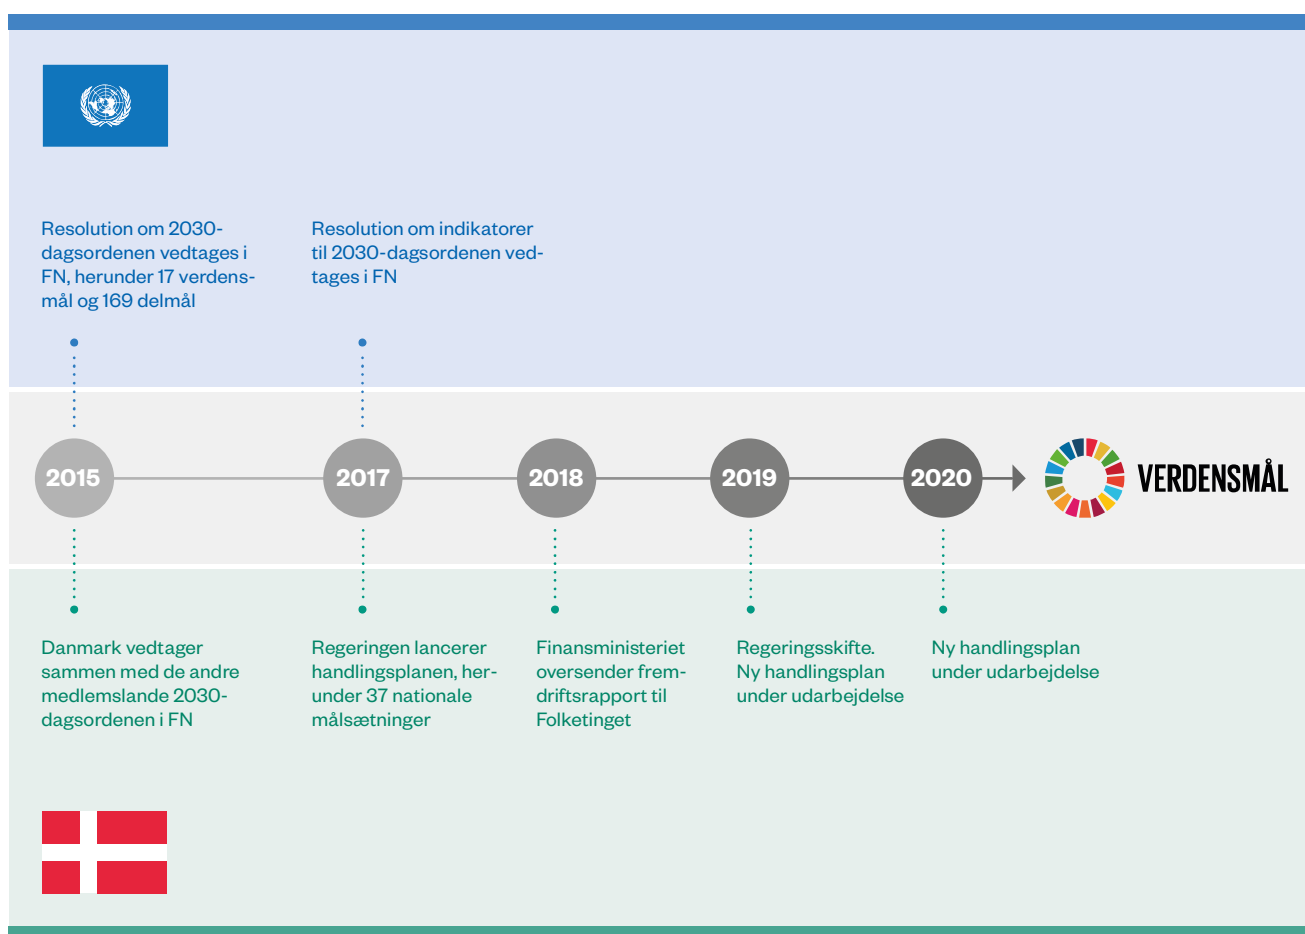 Resolution om 2030-
dagsordenen vedtages i
FN, herunder 17 verdens-
mål og 169 delmål
Resolution om indikatorer
til 2030-dagsordenen ved-
tages i FN
2015
2017
2018
2019
2020
VERDENSMÅL
Danmark vedtager
sammen med de andre
medlemslande 2030-
dagsordenen i FN
Regeringen lancerer
handlingsplanen, her-
under 37 nationale
målsætninger
Finansministeriet
oversender frem-
driftsrapport til
Folketinget
Regeringsskifte.
Ny handlingsplan
under udarbejdelse
Ny handlingsplan
under udarbejdelse